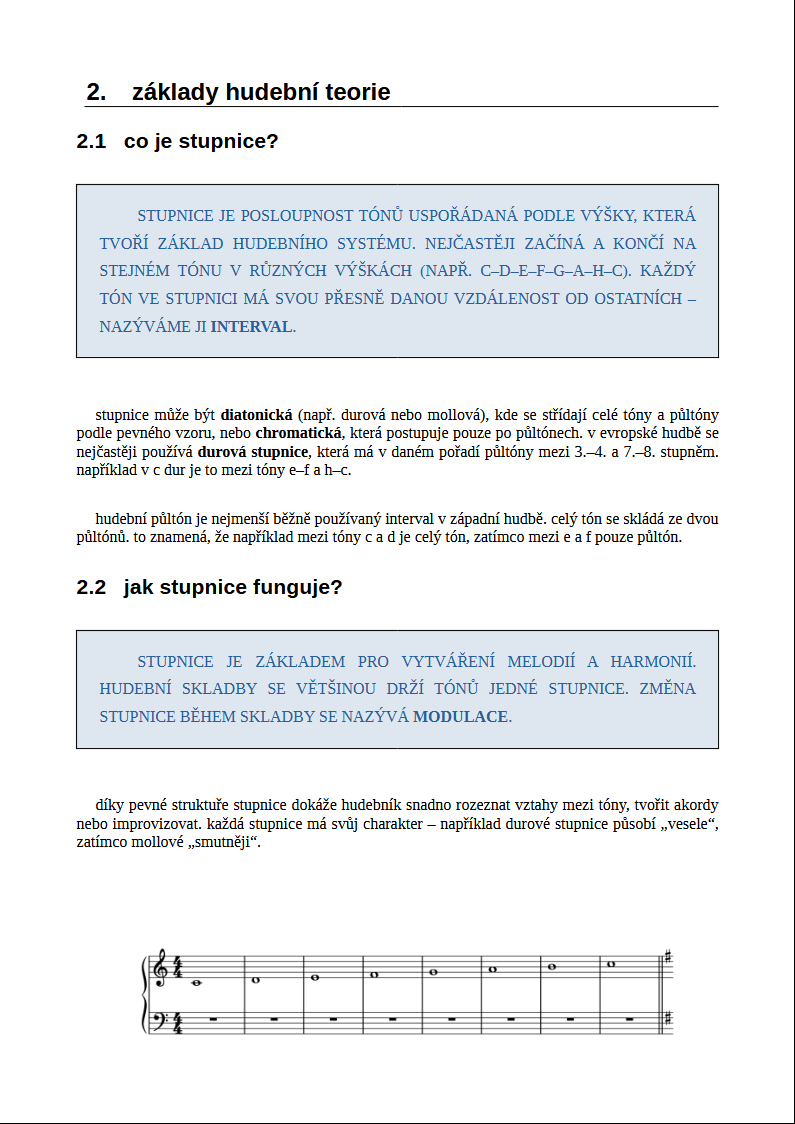 2. základy hudební teorie
2.1 co je stupnice?
STUPNICE JE POSLOUPNOST TÓNŮ USPOŘÁDANÁ PODLE VÝŠKY, KTERÁ
TVOŘÍ ZÁKLAD HUDEBNÍHO SYSTÉMU. NEJČASTĚJI ZAČÍNÁ A KONČÍ NA
STEJNÉM TÓNU V RŮZNÝCH VÝŠKÁCH (NAPŘ. C–D–E–F–G–A–H–C). KAŽDÝ
TÓN VE STUPNICI MÁ SVOU PŘESNĚ DANOU VZDÁLENOST OD OSTATNÍCH –
NAZÝVÁME JI INTERVAL.
stupnice může být diatonická (např. durová nebo mollová), kde se střídají celé tóny a půltóny
podle pevného vzoru, nebo chromatická, která postupuje pouze po půltónech. v evropské hudbě se
nejčastěji používá durová stupnice, která má v daném pořadí půltóny mezi 3.–4. a 7.–8. stupněm.
například v c dur je to mezi tóny e–f a h–c.
hudební půltón je nejmenší běžně používaný interval v západní hudbě. celý tón se skládá ze dvou
půltónů. to znamená, že například mezi tóny c a d je celý tón, zatímco mezi e a f pouze půltón.
2.2 jak stupnice funguje?
STUPNICE JE ZÁKLADEM PRO VYTVÁŘENÍ MELODIÍ A HARMONIÍ.
HUDEBNÍ SKLADBY SE VĚTŠINOU DRŽÍ TÓNŮ JEDNÉ STUPNICE. ZMĚNA
STUPNICE BĚHEM SKLADBY SE NAZÝVÁ MODULACE.
díky pevné struktuře stupnice dokáže hudebník snadno rozeznat vztahy mezi tóny, tvořit akordy
nebo improvizovat. každá stupnice má svůj charakter – například durové stupnice působí „vesele“,
zatímco mollové „smutněji“.